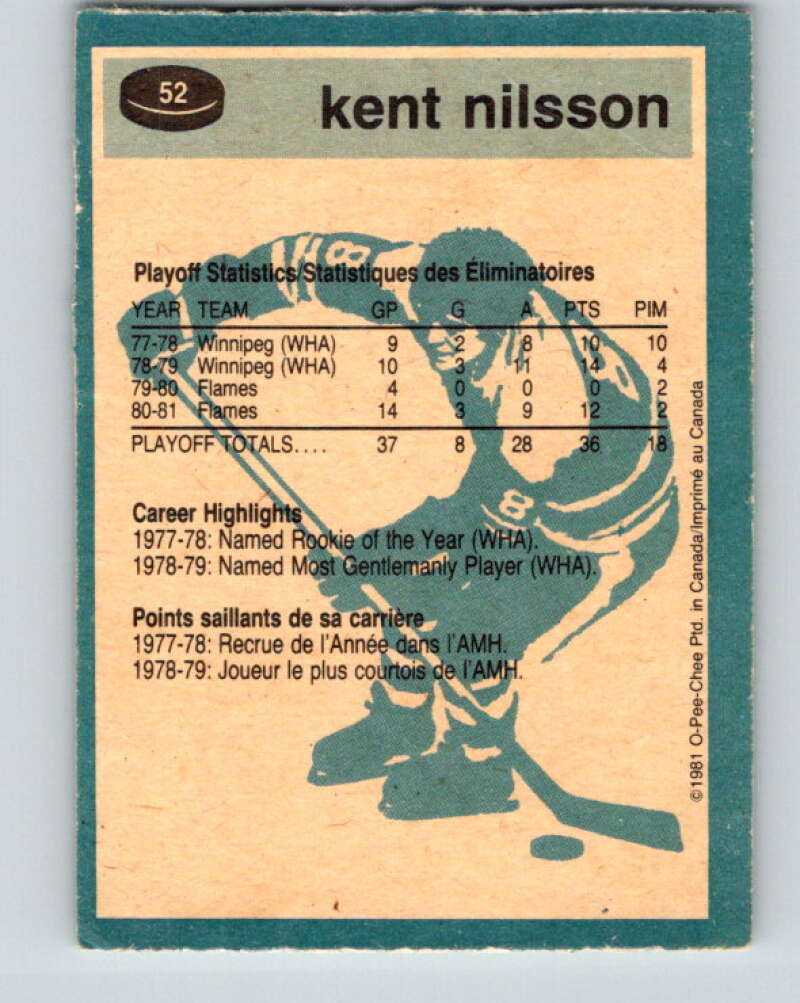 52
kent nilsson
Playoff Statistics/Statistiques des Éliminatoires
YEAR TEAM GP G A PTS PIM
77-78 Winnipeg (WHA) 9 2 8 10 10
78-79 Winnipeg (WHA) 10 3 11 14 4
79-80 Flames 4 0 0 0 2
80-81 Flames 14 3 9 12 2
PLAYOFF TOTALS.... 37 8 28 36 18
Career Highlights
1977-78: Named Rookie of the Year (WHA).
1978-79: Named Most Gentlemanly Player (WHA).
Points saillants de sa carrière
1977-78: Recrue de l'Année dans l'AMH.
1978-79: Joueur le plus courtois de l'AMH.
8
8
©1981 O-Pee-Chee Ptd. in Canada/Imprimé au Canada